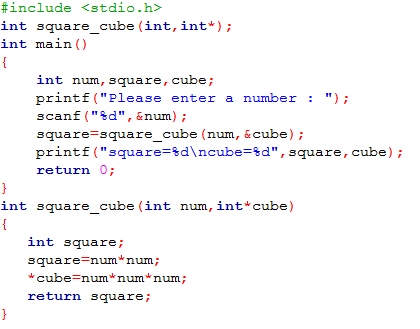 #include <stdio.h>
int square_cube(int,int*);
int main()
{
int num,square,cube;
printf("Please enter a number : ");
scanf("%d",&num);
square=square_cube(num,&cube);
printf("square=%d\ncube=%d",square,cube);
return 0;
}
int square_cube(int num,int*cube)
{
int square;
square=num*num;
*cube=num*num*num;
return square;
}